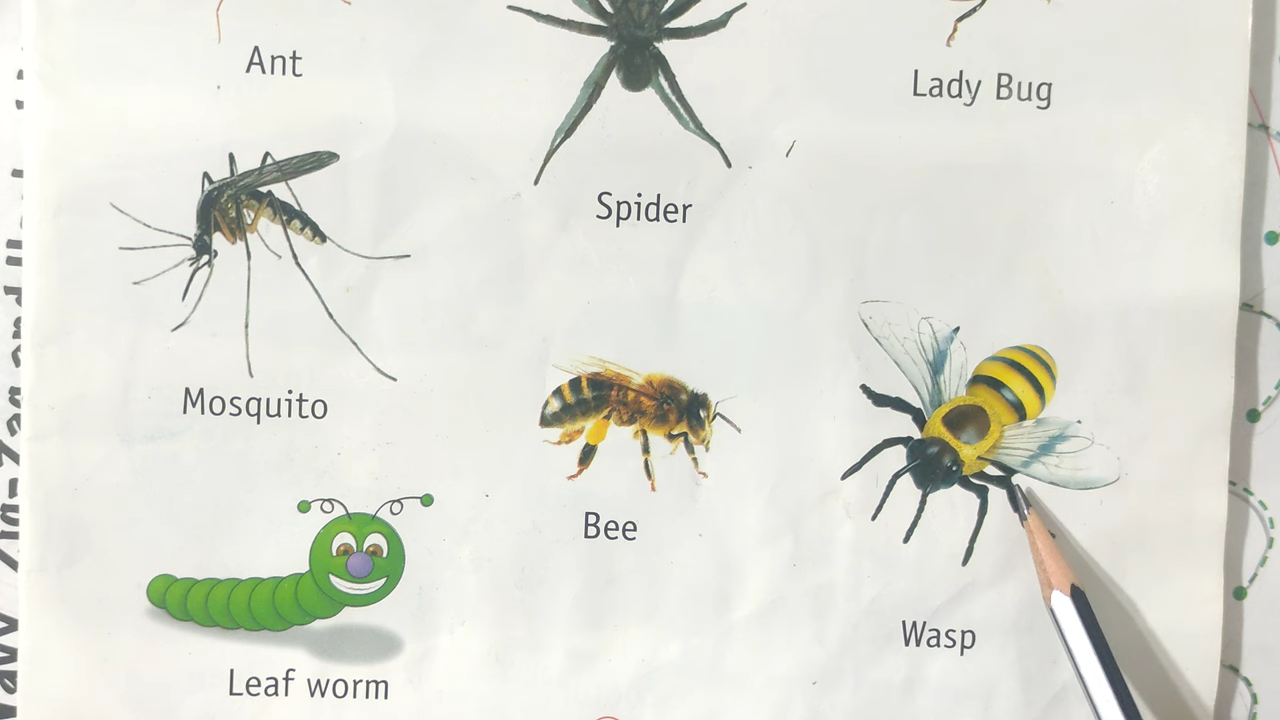 Ant
Lady Bug
Spider
Mosquito
Bee
Wasp
Leaf worm